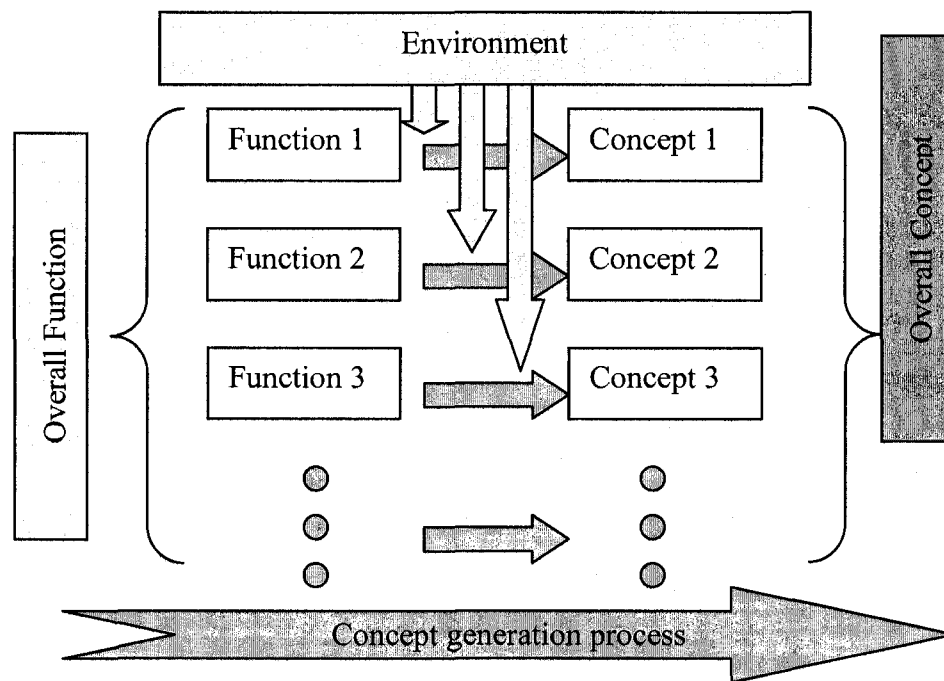 Environment
Overall Function
Function 1
Concept 1
Function 2
Concept 2
Function 3
Concept 3
Overall Concept
Concept generation process